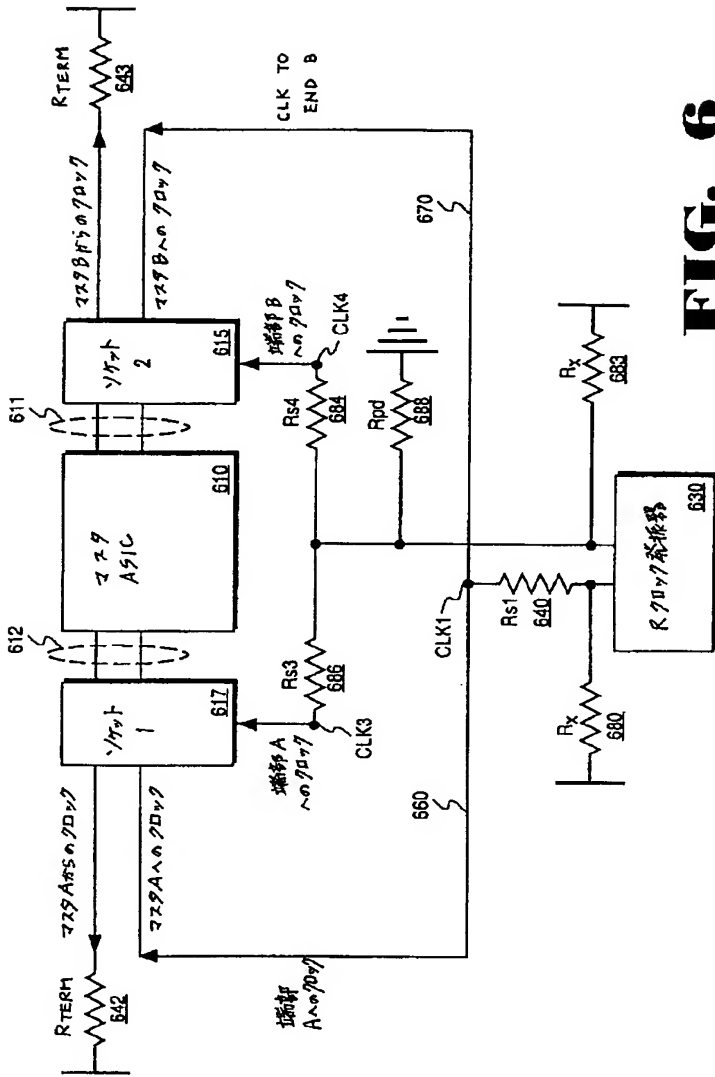 RTERM
642
マスタAからのクロック
マスタAへのクロック
端部
Aへのクロック
612
ソケット
1
617
マスタ
ASIC
610
611
ソケット
2
615
マスタBからのクロック
マスタBへのクロック
RTERM
643
CLK TO
END B
端部A
へのクロック
CLK3
Rs3
686
Rs4
684
端部B
へのクロック
CLK4
Rpd
688
660
670
CLK1
Rs1
640
Rx
680
Rx
683
Rクロック発振器
630
FIG. 6